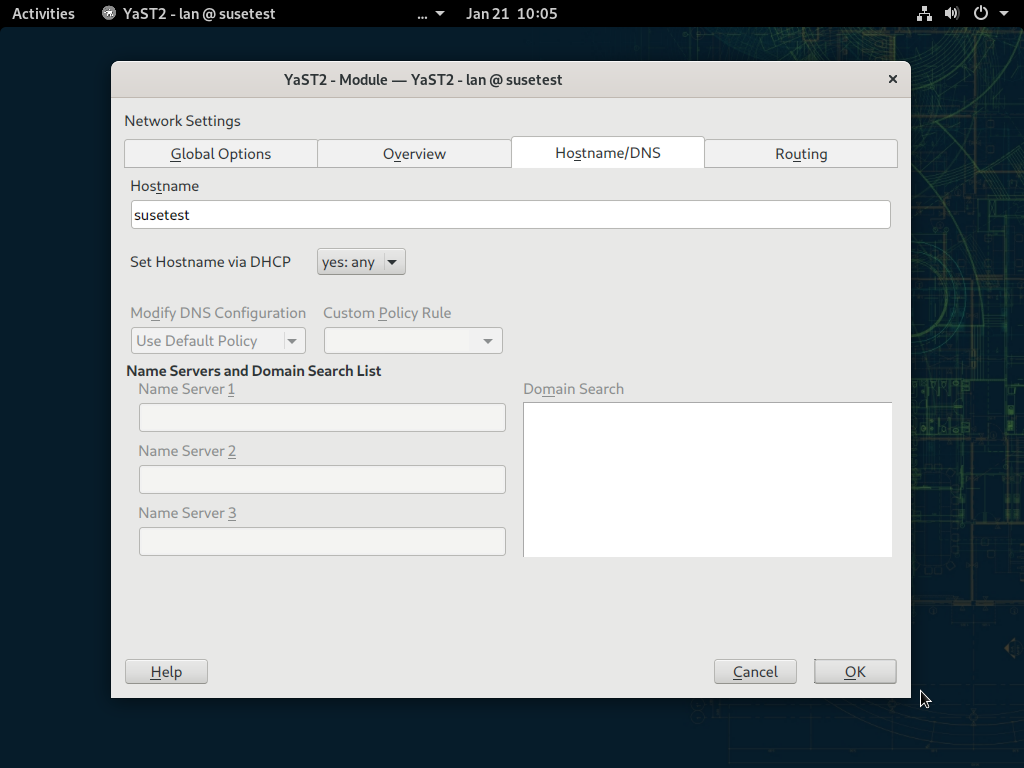 Activities YaST2 - lan @ susetest ... Jan 21 10:05
YaST2 - Module — YaST2 - lan @ susetest
Network Settings
Global Options Overview Hostname/DNS Routing
Hostname
susetest
Set Hostname via DHCP yes: any
Modify DNS Configuration Custom Policy Rule
Use Default Policy
Name Servers and Domain Search List
Name Server 1 Domain Search
Name Server 2
Name Server 3
Help Cancel OK